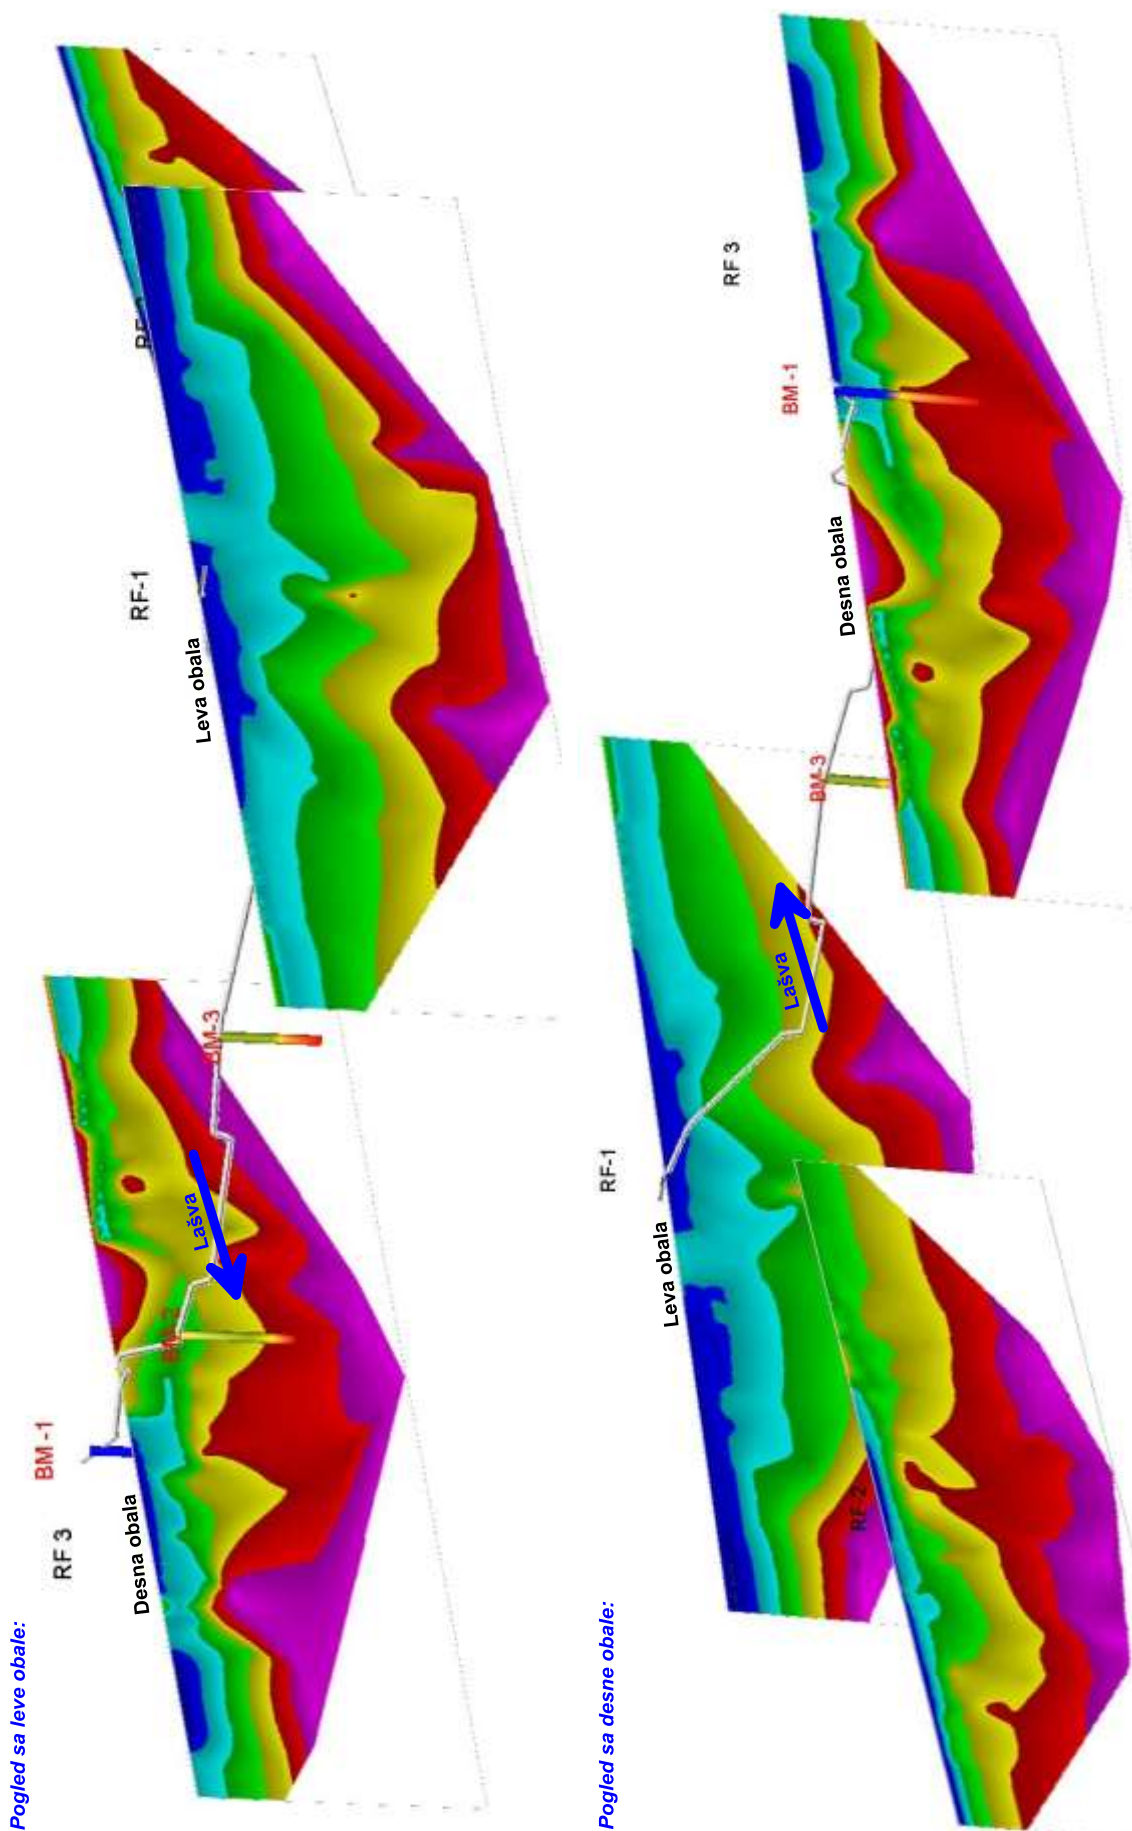 Pogled sa leve obale:
RF 3
BM -1
Desna obala
Lašva
BM-3
RF-1
Leva obala
Pogled sa desne obale:
RF-2
RF-1
Leva obala
Lašva
BM-3
Desna obala
BM -1
RF 3